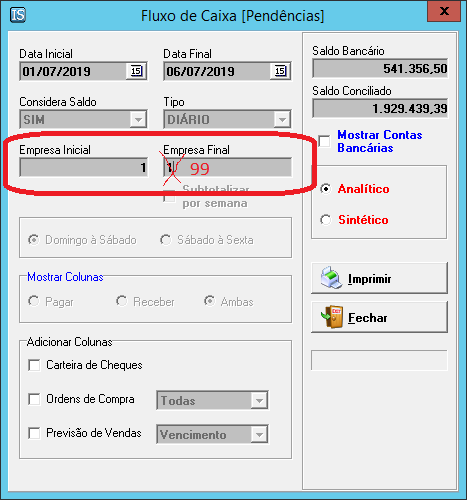 IS
Fluxo de Caixa [Pendências]
x
Data Inicial
Data Final
01/07/2019 15
06/07/2019 15
Considera Saldo
Tipo
SIM
DIÁRIO
Empresa Inicial
Empresa Final
1
1 99
Subtotalizar
por semana
Domingo à Sábado
Sábado à Sexta
Mostrar Colunas
Pagar
Receber
Ambas
Adicionar Colunas
Carteira de Cheques
Ordens de Compra
Todas
Previsão de Vendas
Vencimento
Saldo Bancário
541.356,50
Saldo Conciliado
1.929.439,39
Mostrar Contas
Bancárias
Analítico
Sintético
Imprimir
Fechar